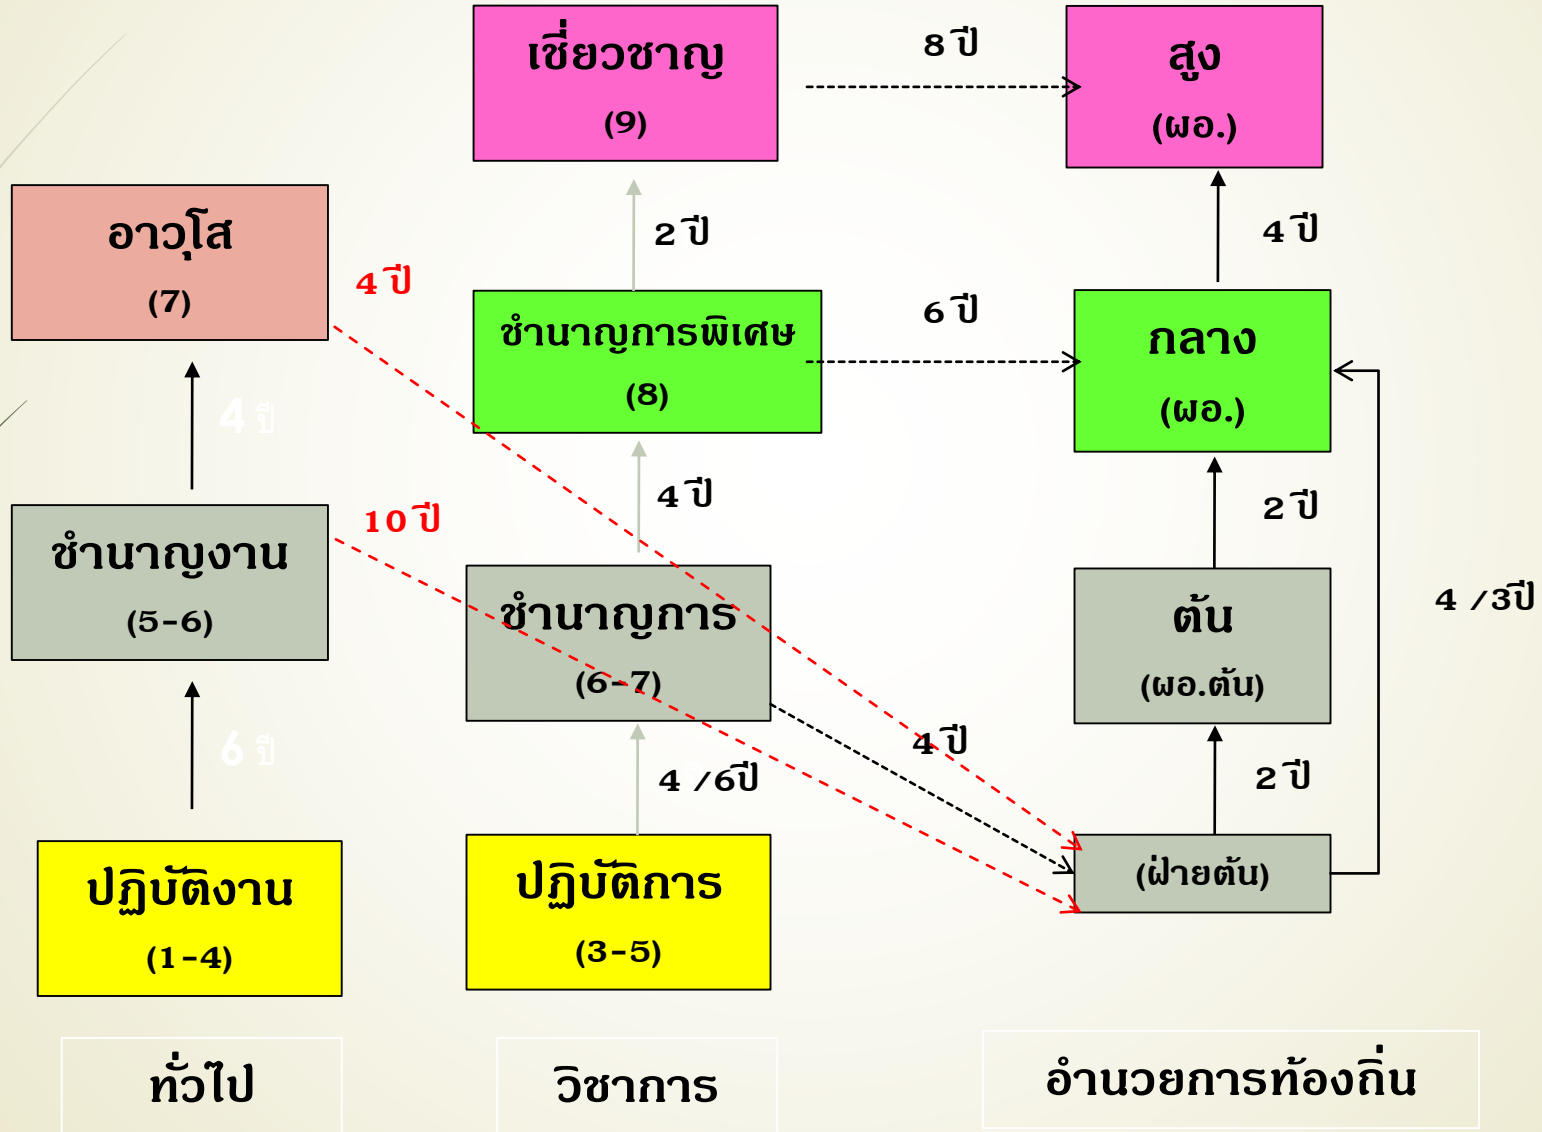 เชี่ยวชาญ
(9)
8 ปี
สูง
(ผอ.)
อาวุโส
(7)
2 ปี
4 ปี
4 ปี
ชำนาญการพิเศษ
(8)
6 ปี
กลาง
(ผอ.)
4 ปี
ชำนาญงาน
(5-6)
10 ปี
4 ปี
2 ปี
ชำนาญการ
(6-7)
ต้น
(ผอ.ต้น)
4 /3ปี
6 ปี
4 /6ปี
4 ปี
2 ปี
ปฏิบัติงาน
(1-4)
ปฏิบัติการ
(3-5)
(ฝ่ายต้น)
ทั่วไป
วิชาการ
อำนวยการท้องถิ่น